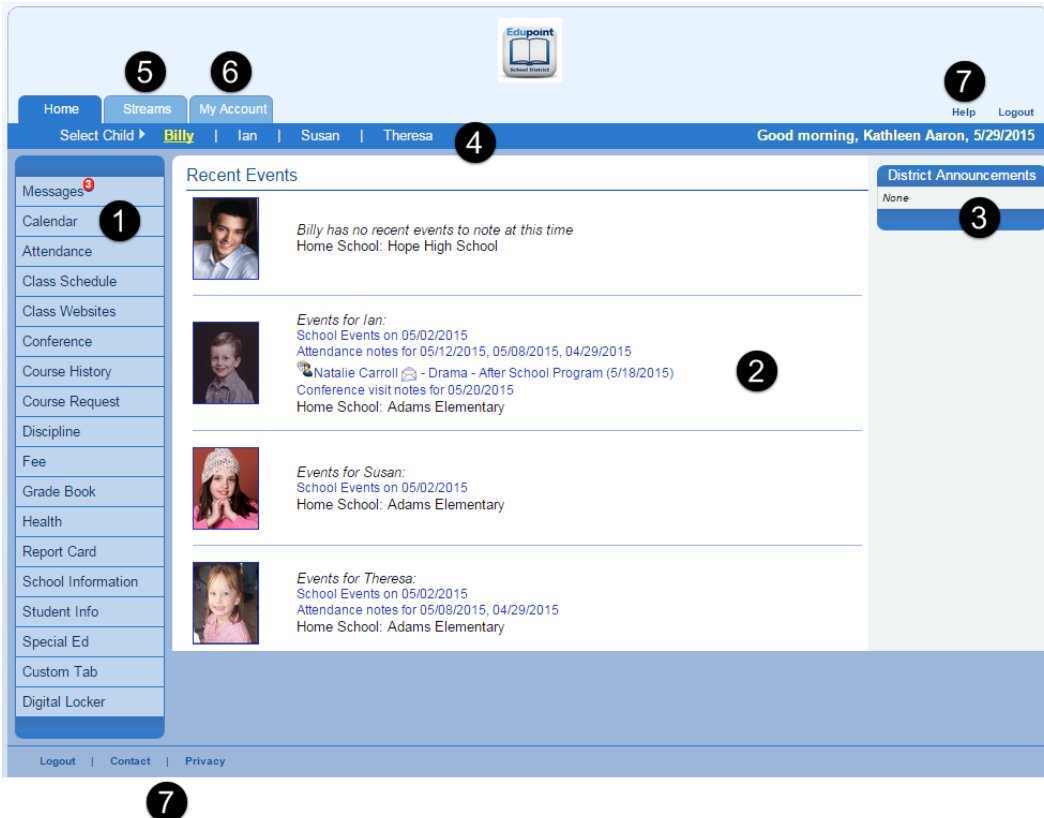 Edupoint
School District
5
6
7
Home
Streams
My Account
Help Logout
Select Child Billy | Ian | Susan | Theresa
4
Good morning, Kathleen Aaron, 5/29/2015
Messages 3
Calendar
1
Attendance
Class Schedule
Class Websites
Conference
Course History
Course Request
Discipline
Fee
Grade Book
Health
Report Card
School Information
Student Info
Special Ed
Custom Tab
Digital Locker
Recent Events
Billy has no recent events to note at this time
Home School: Hope High School
Events for Ian:
School Events on 05/02/2015
Attendance notes for 05/12/2015, 05/08/2015, 04/29/2015
Natalie Carroll - Drama - After School Program (5/18/2015)
Conference visit notes for 05/20/2015
Home School: Adams Elementary
2
Events for Susan:
School Events on 05/02/2015
Home School: Adams Elementary
Events for Theresa:
School Events on 05/02/2015
Attendance notes for 05/08/2015, 04/29/2015
Home School: Adams Elementary
District Announcements
None
3
Logout | Contact | Privacy
7